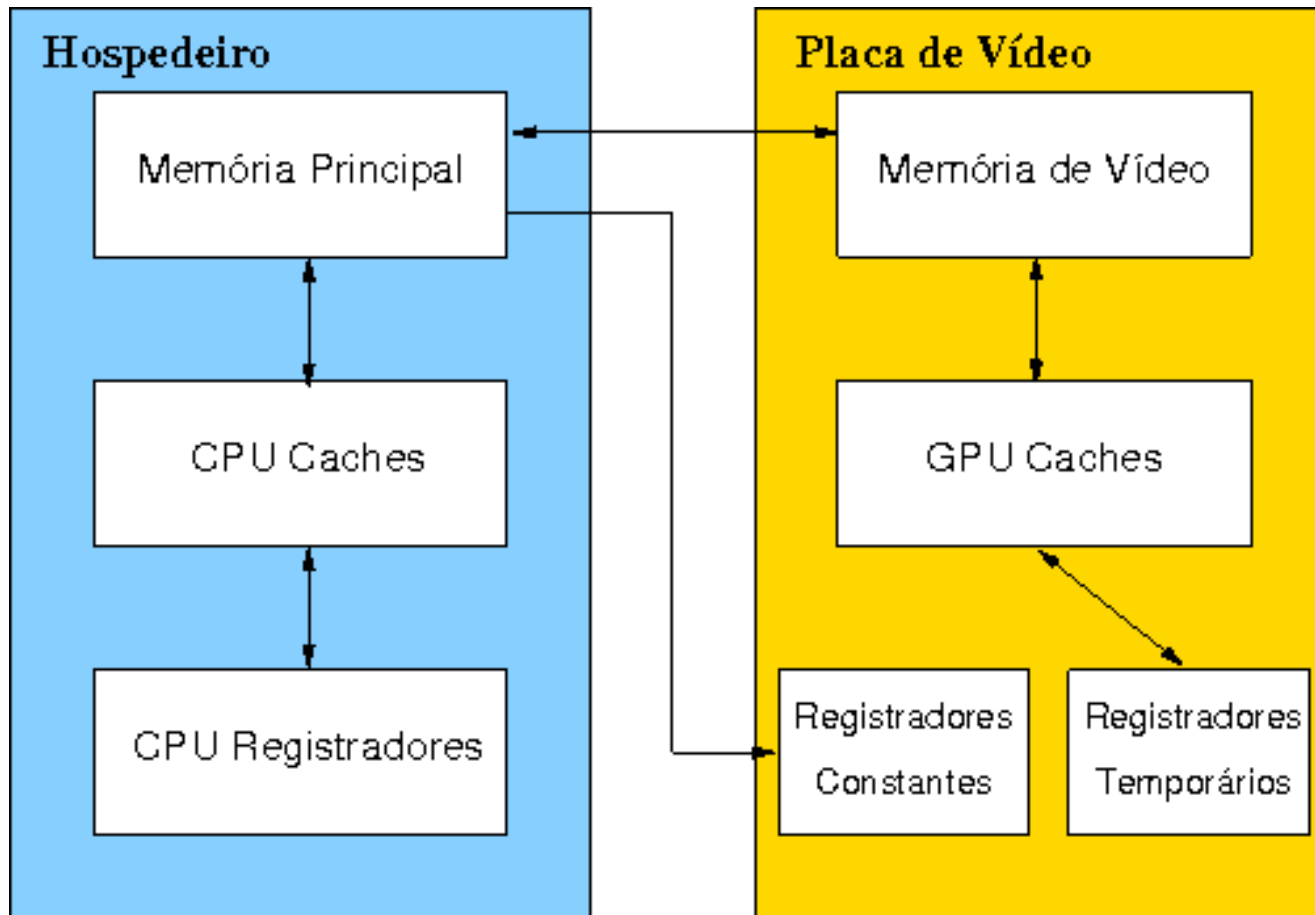 Hospedeiro
Memória Principal
CPU Caches
CPU Registradores
Placa de Vídeo
Memória de Vídeo
GPU Caches
Registradores
Constantes
Registradores
Temporários